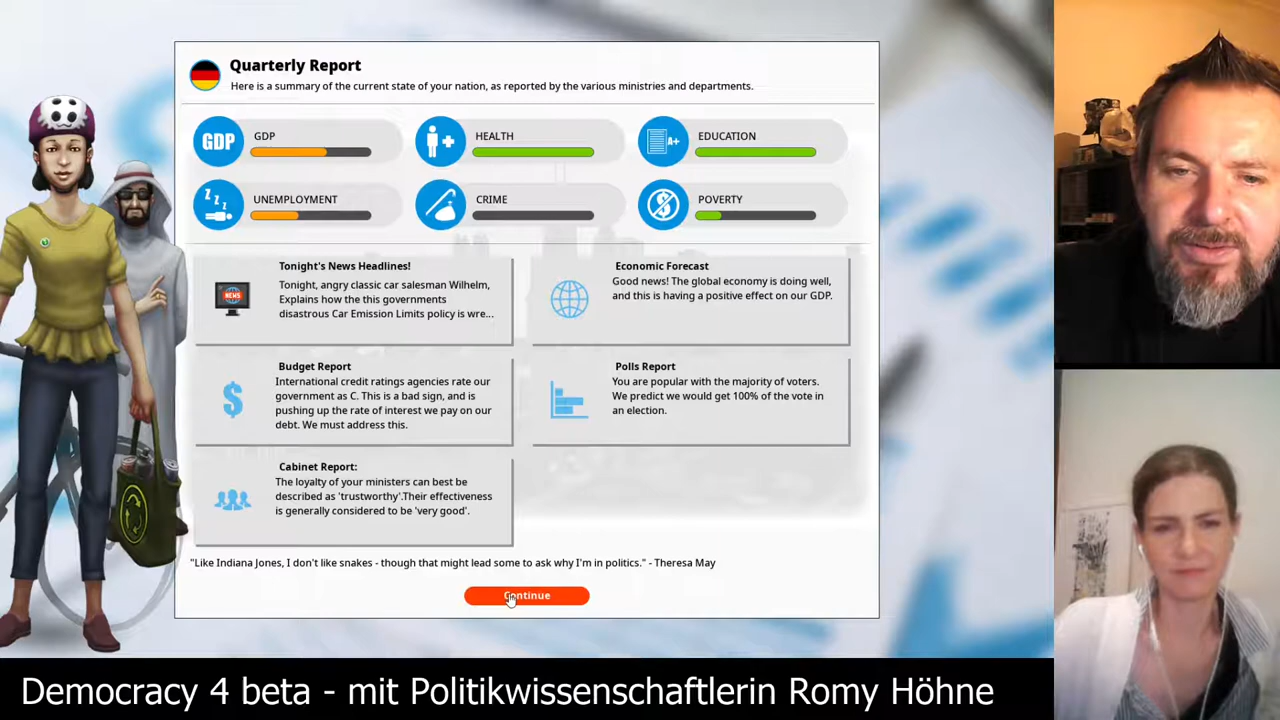 Quarterly Report
Here is a summary of the current state of your nation, as reported by the various ministries and departments.
GDP
GDP
HEALTH
A+
EDUCATION
Z Z Z
UNEMPLOYMENT
CRIME
$
POVERTY
Tonight's News Headlines!
NEWS
Tonight, angry classic car salesman Wilhelm,
Explains how the this governments
disastrous Car Emission Limits policy is wre...
Economic Forecast
Good news! The global economy is doing well,
and this is having a positive effect on our GDP.
Budget Report
$
International credit ratings agencies rate our
government as C. This is a bad sign, and is
pushing up the rate of interest we pay on our
debt. We must address this.
Polls Report
You are popular with the majority of voters.
We predict we would get 100% of the vote in
an election.
Cabinet Report:
The loyalty of your ministers can best be
described as 'trustworthy'.Their effectiveness
is generally considered to be 'very good'.
"Like Indiana Jones, I don't like snakes - though that might lead some to ask why I'm in politics." - Theresa May
Continue
Democracy 4 beta - mit Politikwissenschaftlerin Romy Höhne